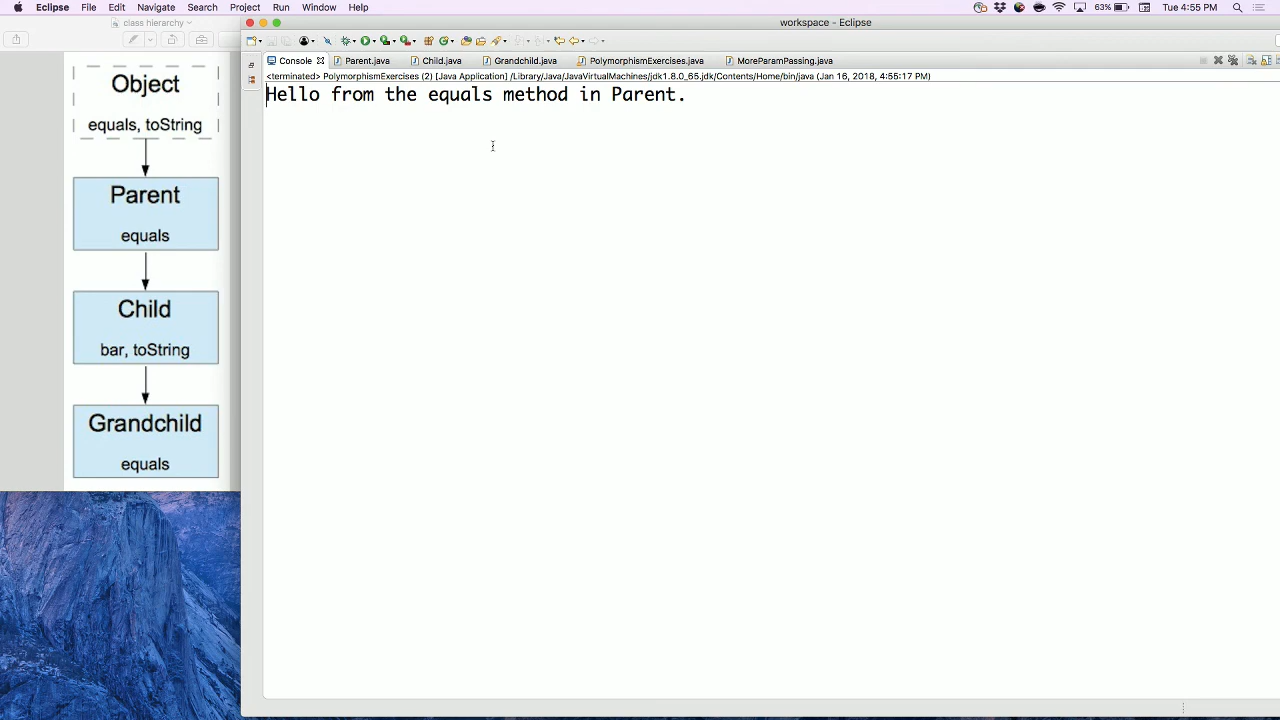 Eclipse File Edit Navigate Search Project Run Window Help 63% Tue 4:55 PM
class hierarchy
workspace - Eclipse
Console Parent.java Child.java Grandchild.java PolymorphismExercises.java MoreParamPassing.java
<terminated> PolymorphismExercises (2) [Java Application] /Library/Java/JavaVirtualMachines/jdk1.8.0_65.jdk/Contents/Home/bin/java (Jan 16, 2018, 4:55:17 PM)
Hello from the equals method in Parent.
Object
equals, toString
Parent
equals
Child
bar, toString
Grandchild
equals